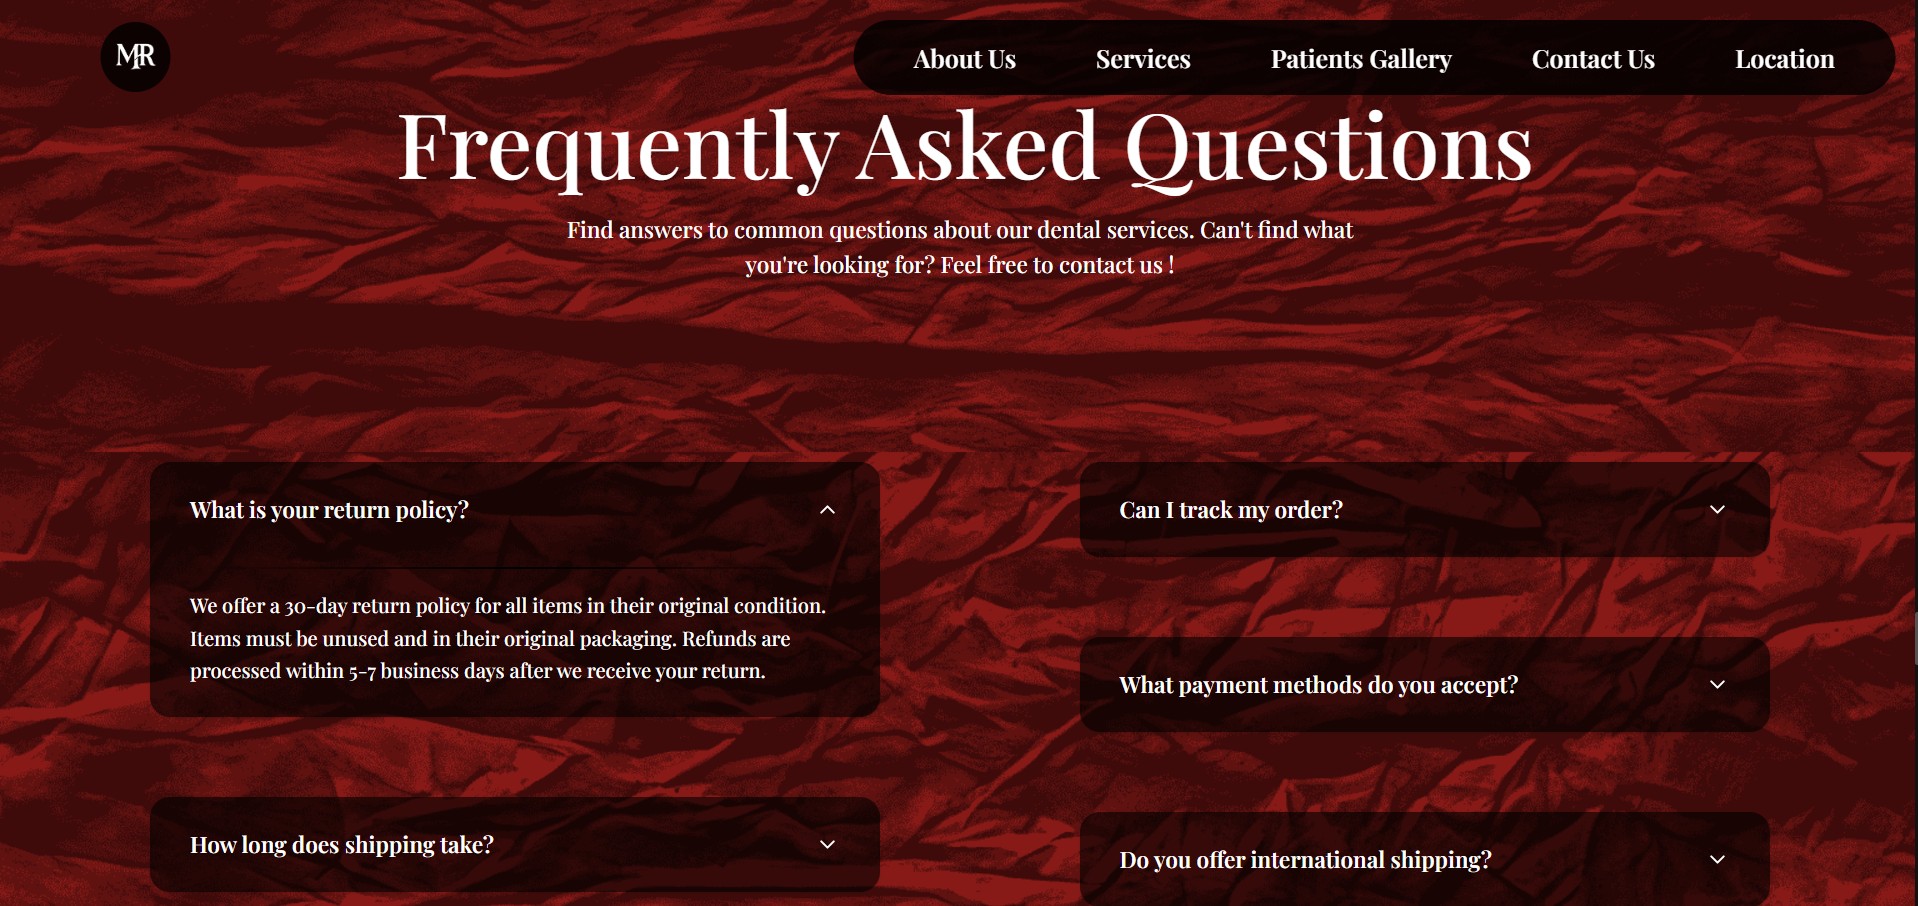 MR
About Us
Services
Patients Gallery
Contact Us
Location
Frequently Asked Questions
Find answers to common questions about our dental services. Can't find what
you're looking for? Feel free to contact us !
What is your return policy?
We offer a 30-day return policy for all items in their original condition.
Items must be unused and in their original packaging. Refunds are
processed within 5-7 business days after we receive your return.
How long does shipping take?
Can I track my order?
What payment methods do you accept?
Do you offer international shipping?